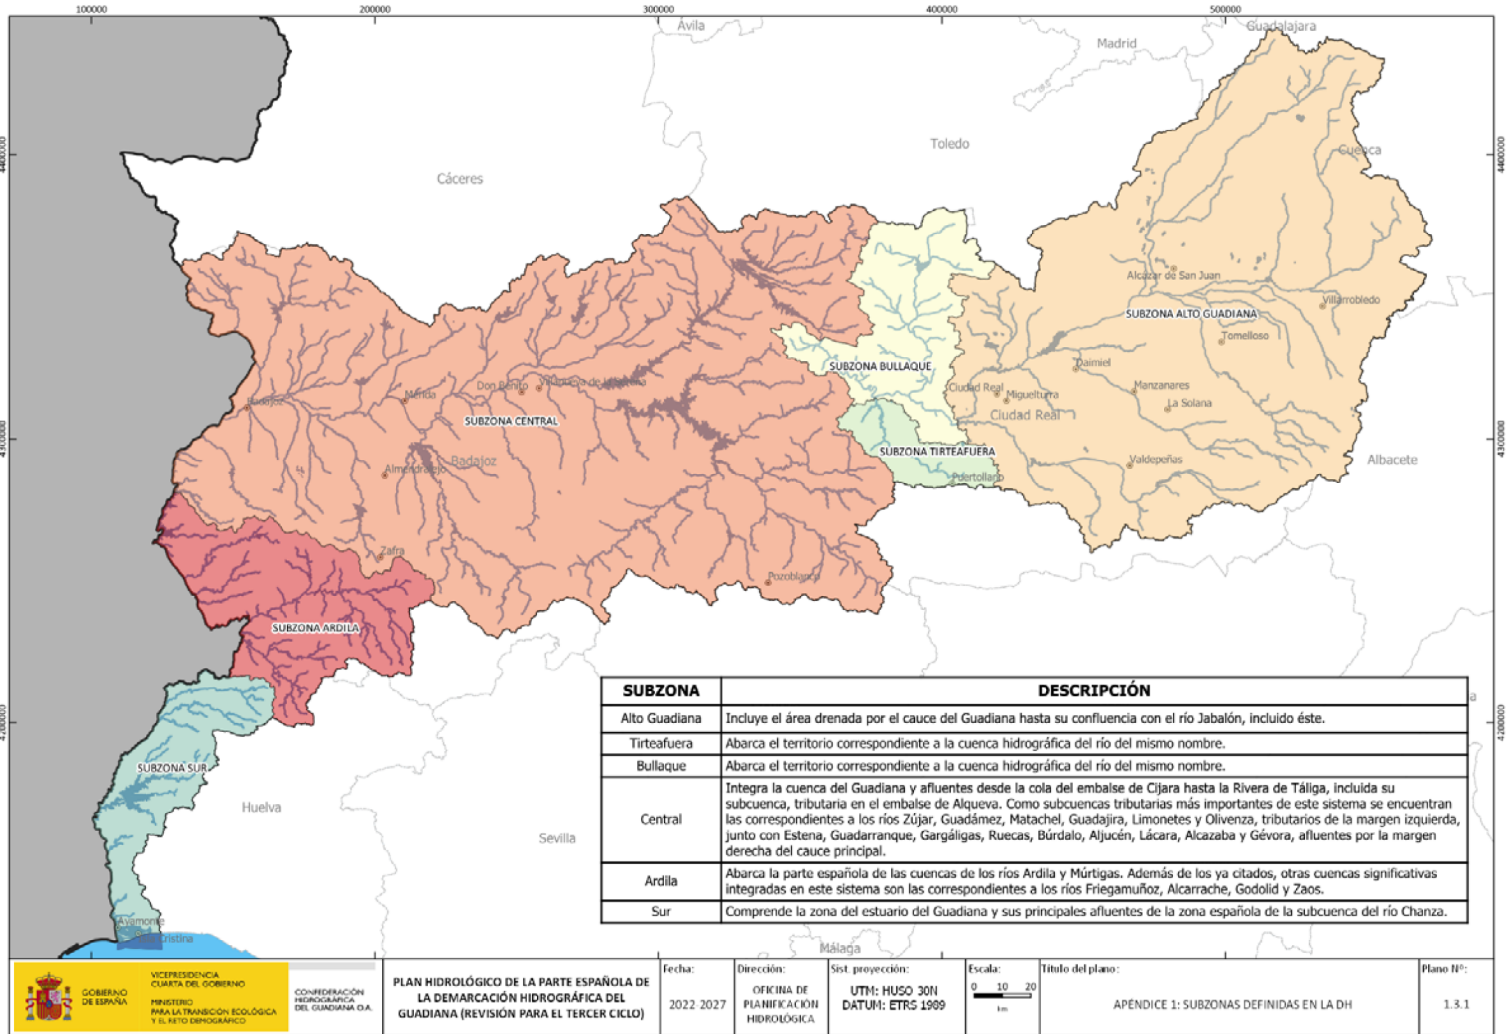 100000
200000
300000
400000
500000
Ávila
Guadalajara
Madrid
4400000
4400000
Toledo
Cuenca
Cáceres
Alcázar de San Juan
Villarrobledo
SUBZONA ALTO GUADIANA
Tomelloso
Daimiel
SUBZONA BULLAQUE
Don Benito
Villanueva de la Serena
Ciudad Real
Manzanares
Miguelturra
Badajoz
Mérida
La Solana
Ciudad Real
SUBZONA CENTRAL
4300000
4300000
SUBZONA TIRTEAFUERA
Badajoz
Valdepeñas
Albacete
Almendralejo
Puertollano
Zafra
Pozoblanco
SUBZONA ARDILA
SUBZONA DESCRIPCIÓN
Alto Guadiana Incluye el área drenada por el cauce del Guadiana hasta su confluencia con el río Jabalón, incluido éste.
4200000
4200000
Tirteafuera Abarca el territorio correspondiente a la cuenca hidrográfica del río del mismo nombre.
Bullaque Abarca el territorio correspondiente a la cuenca hidrográfica del río del mismo nombre.
SUBZONA SUR
Central Integra la cuenca del Guadiana y afluentes desde la cola del embalse de Cijara hasta la Rivera de Táliga, incluida su
subcuenca, tributaria en el embalse de Alqueva. Como subcuencas tributarias más importantes de este sistema se encuentran
las correspondientes a los ríos Zújar, Guadámez, Matachel, Guadajira, Limonetes y Olivenza, tributarios de la margen izquierda,
junto con Estena, Guadarranque, Gargáligas, Ruecas, Búrdalo, Aljucén, Lácara, Alcazaba y Gévora, afluentes por la margen
derecha del cauce principal.
Huelva
Sevilla
Ardila Abarca la parte española de las cuencas de los ríos Ardila y Múrtigas. Además de los ya citados, otras cuencas significativas
integradas en este sistema son las correspondientes a los ríos Friegamuñoz, Alcarrache, Godolid y Zaos.
Sur Comprende la zona del estuario del Guadiana y sus principales afluentes de la zona española de la subcuenca del río Chanza.
Ayamonte
Cristina
Málaga
GOBIERNO
DE ESPAÑA
VICEPRESIDENCIA
CUARTA DEL GOBIERNO
MINISTERIO
PARA LA TRANSICIÓN ECOLÓGICA
Y EL RETO DEMOGRÁFICO
CONFEDERACIÓN
HIDROGRÁFICA
DEL GUADIANA O.A.
PLAN HIDROLÓGICO DE LA PARTE ESPAÑOLA DE
LA DEMARCACIÓN HIDROGRÁFICA DEL
GUADIANA (REVISIÓN PARA EL TERCER CICLO)
Fecha:
2022-2027
Dirección:
OFICINA DE
PLANIFICACIÓN
HIDROLÓGICA
Sist. proyección:
UTM: HUSO 30N
DATUM: ETRS 1989
Escala:
0 10 20
km
Título del plano:
APÉNDICE 1: SUBZONAS DEFINIDAS EN LA DH
Plano Nº:
1.3.1